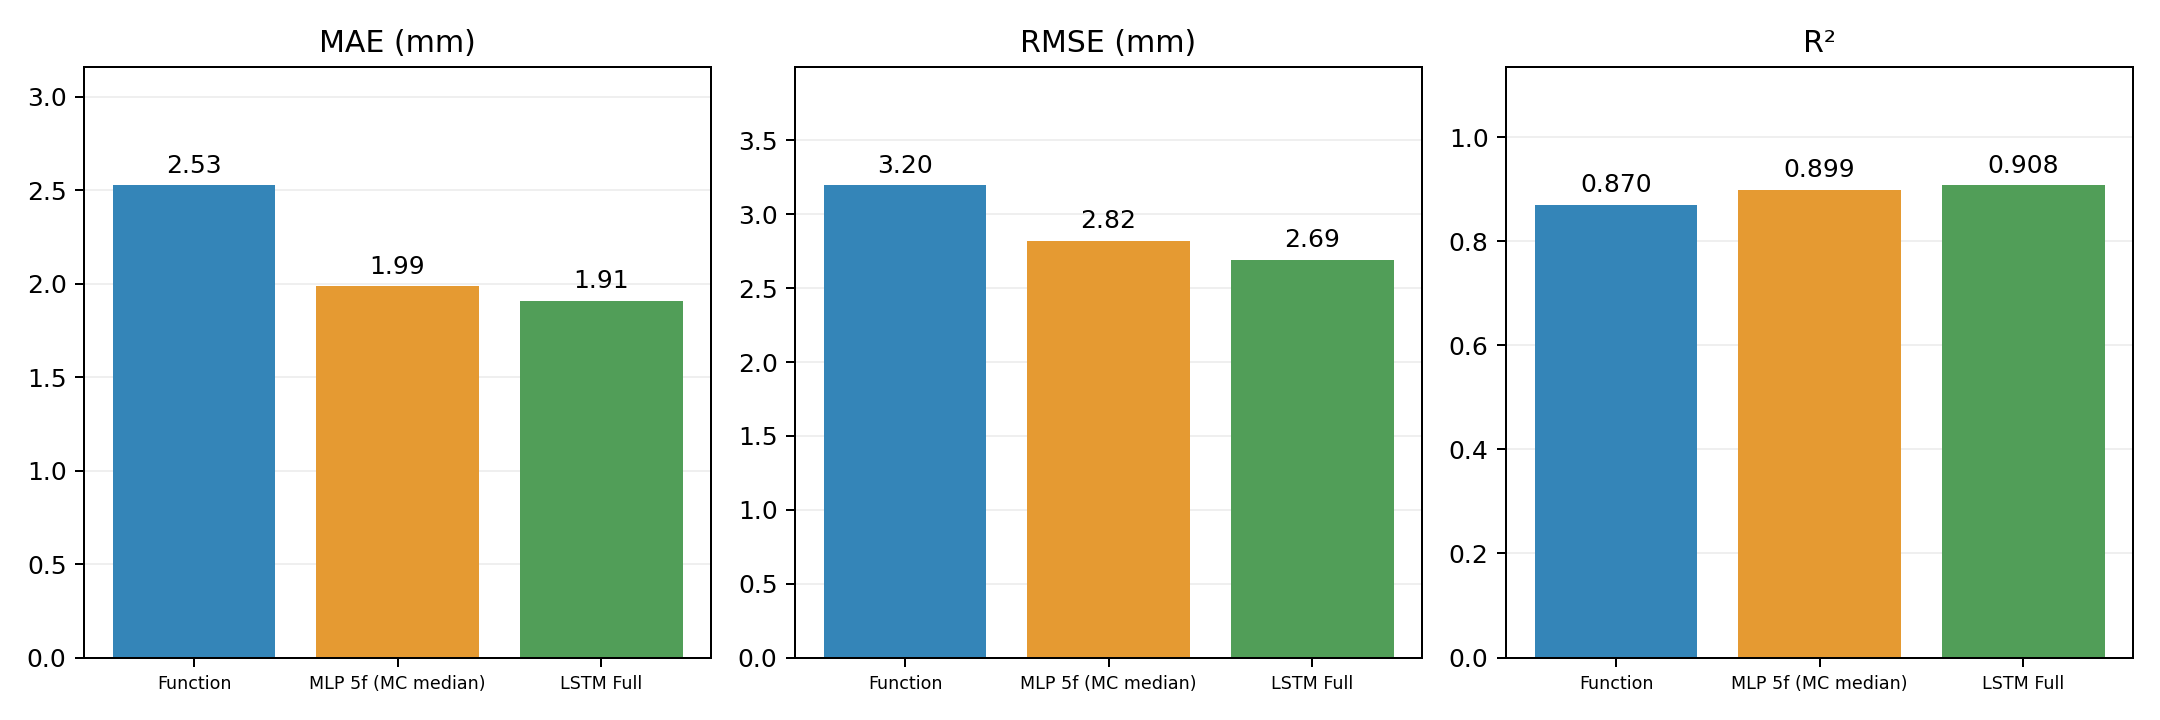 MAE (mm)
3.0
2.5
2.0
1.5
1.0
0.5
0.0
2.53
1.99
1.91
Function
MLP 5f (MC median)
LSTM Full
RMSE (mm)
3.5
3.0
2.5
2.0
1.5
1.0
0.5
0.0
3.20
2.82
2.69
Function
MLP 5f (MC median)
LSTM Full
R²
1.0
0.8
0.6
0.4
0.2
0.0
0.870
0.899
0.908
Function
MLP 5f (MC median)
LSTM Full